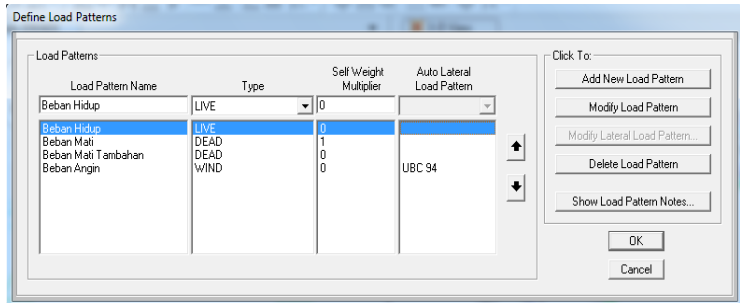 Define Load Patterns
Load Patterns
Load Pattern Name Type Self Weight Multiplier Auto Lateral Load Pattern
Beban Hidup LIVE 0
Beban Hidup LIVE 0
Beban Mati DEAD 1
Beban Mati Tambahan DEAD 0
Beban Angin WIND 0 UBC 94
Click To:
Add New Load Pattern
Modify Load Pattern
Modify Lateral Load Pattern...
Delete Load Pattern
Show Load Pattern Notes...
OK
Cancel